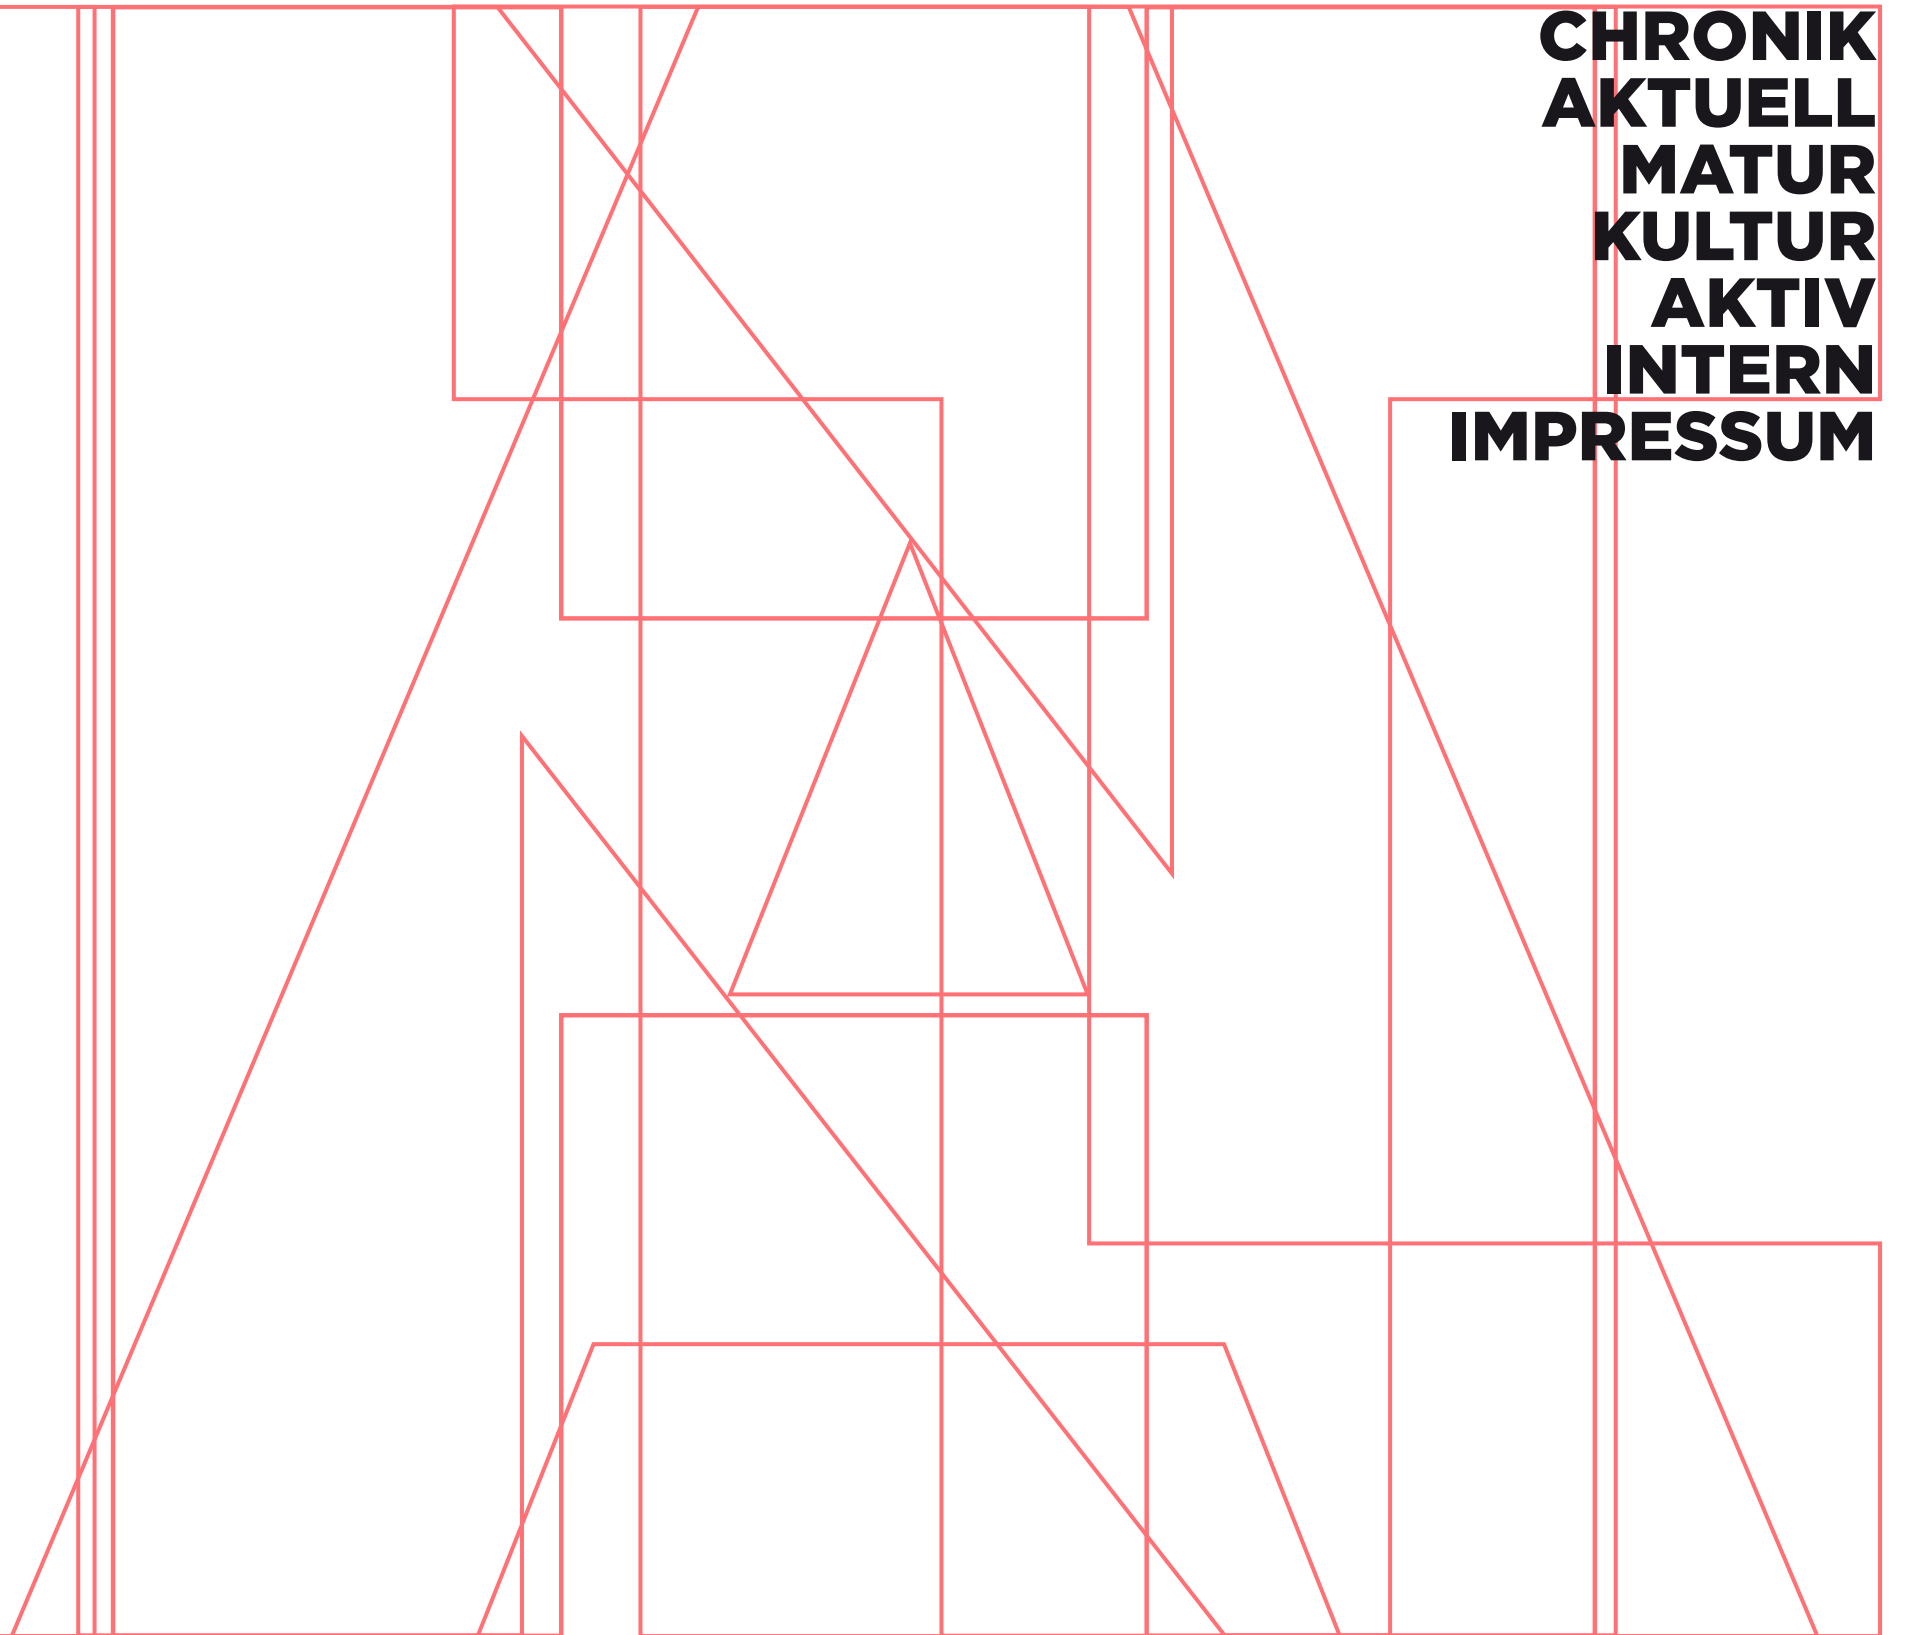 CHRONIK
AKTUELL
MATUR
KULTUR
AKTIV
INTERN
IMPRESSUM